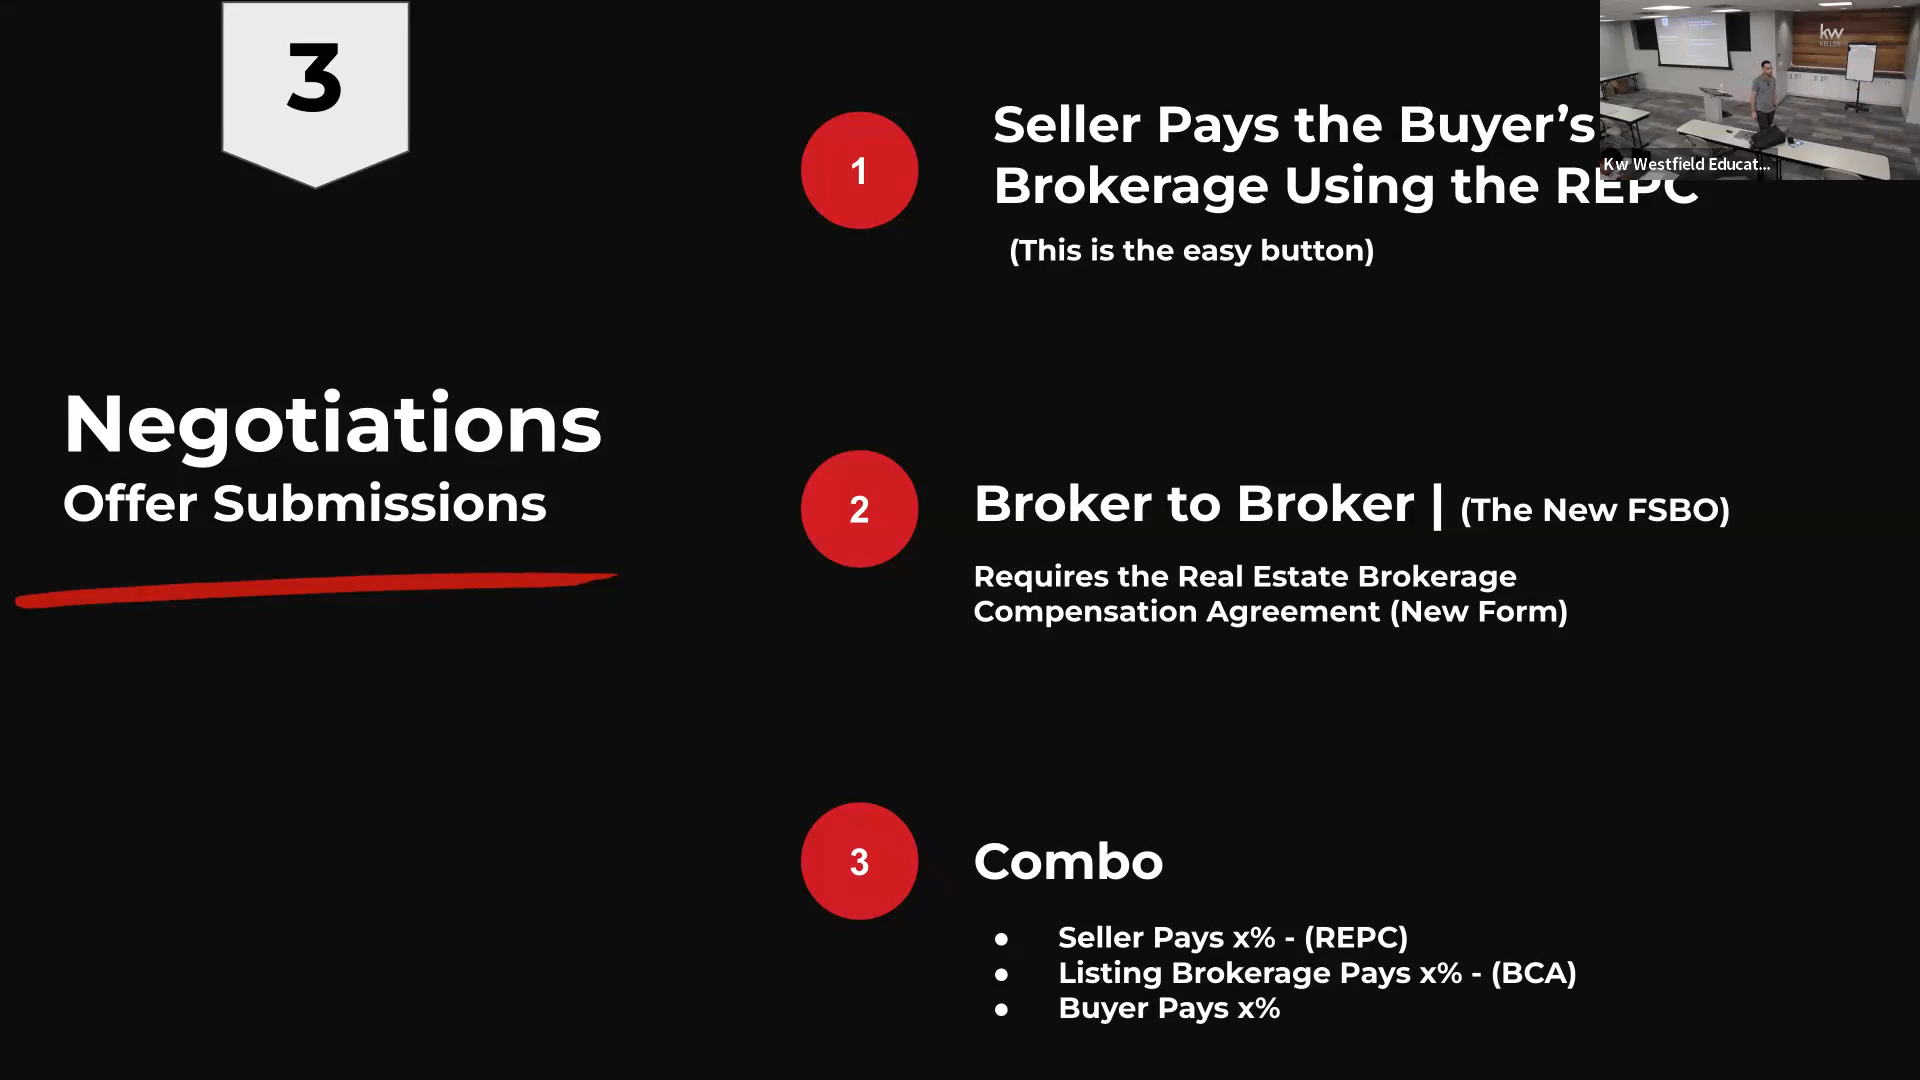 3
Negotiations
Offer Submissions
1
Seller Pays the Buyer’s
Brokerage Using the REPC
(This is the easy button)
2
Broker to Broker | (The New FSBO)
Requires the Real Estate Brokerage
Compensation Agreement (New Form)
3
Combo
● Seller Pays x% - (REPC)
● Listing Brokerage Pays x% - (BCA)
● Buyer Pays x%
kw
Kw Westfield Educat...